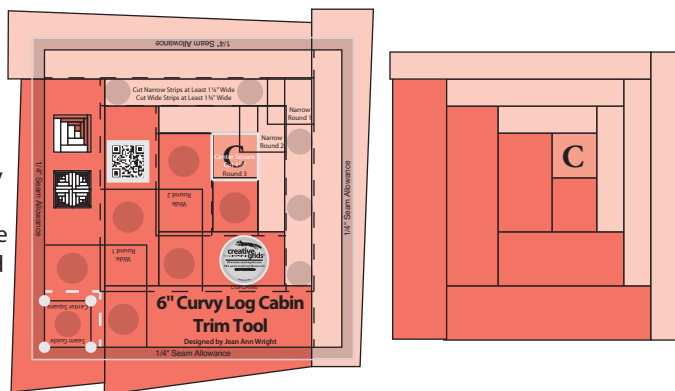 1/4" Seam Allowance
Cut Narrow Strips at Least 1¼" Wide
Cut Wide Strips at Least 1¾" Wide
Narrow
Round 1
Narrow
Round 2
C
Center Square
Round 3
1/4" Seam Allowance
1/4" Seam Allowance
Wide
Round 2
Wide
Round 1
creative
grids
Center Square
Seam Guide
6" Curvy Log Cabin
Trim Tool
Designed by Jean Ann Wright
1/4" Seam Allowance
C
y
e
d